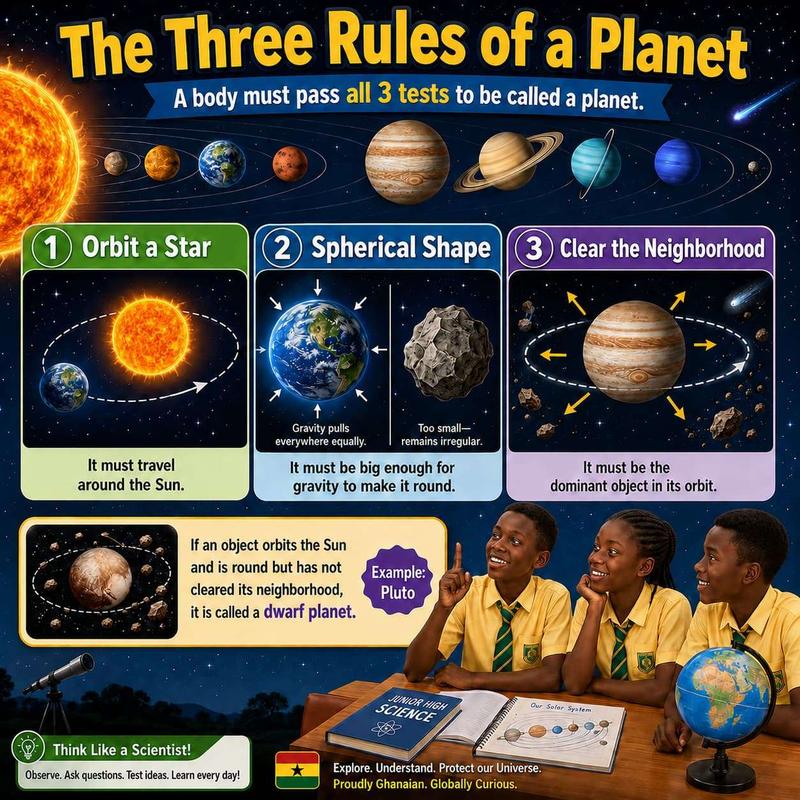 The Three Rules of a Planet
A body must pass all 3 tests to be called a planet.
1 Orbit a Star
It must travel
around the Sun.
2 Spherical Shape
Gravity pulls
everywhere equally.
Too small—
remains irregular.
It must be big enough for
gravity to make it round.
3 Clear the Neighborhood
It must be the
dominant object in its orbit.
If an object orbits the Sun
and is round but has not
cleared its neighborhood,
it is called a dwarf planet.
Example:
Pluto
JUNIOR HIGH
SCIENCE
Our Solar System
Think Like a Scientist!
Observe. Ask questions. Test ideas. Learn every day!
Explore. Understand. Protect our Universe.
Proudly Ghanaian. Globally Curious.